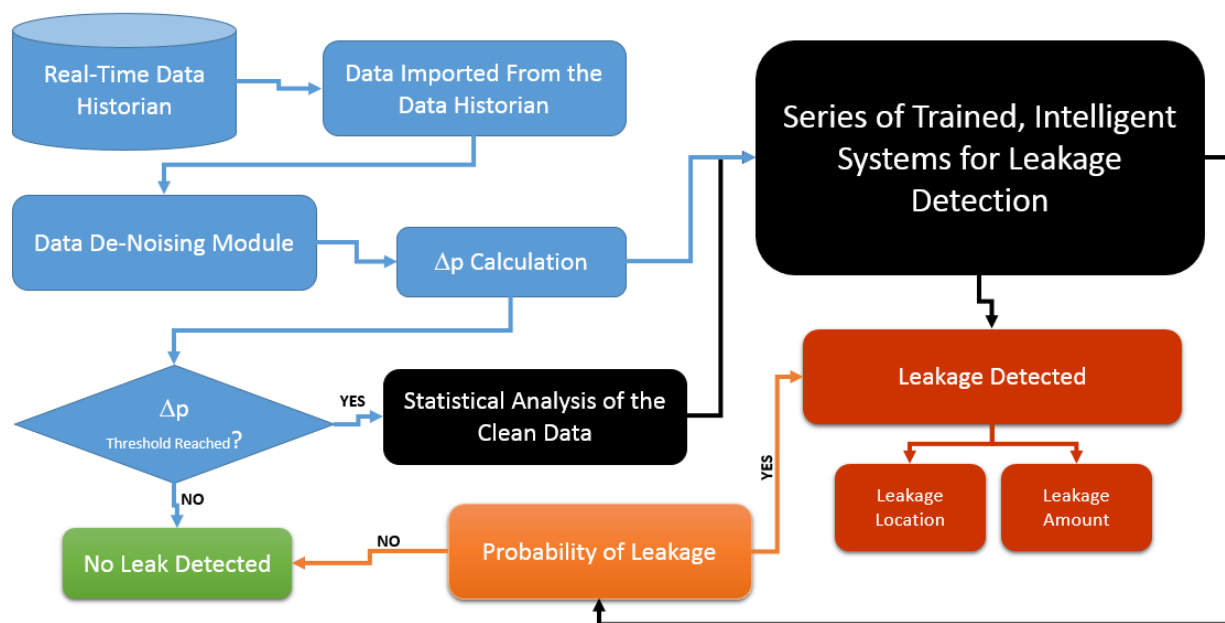 Real-Time Data
Historian
Data Imported From the
Data Historian
Series of Trained, Intelligent
Systems for Leakage
Detection
Data De-Noising Module
Δp Calculation
Δp
Threshold Reached?
YES
Statistical Analysis of the
Clean Data
Leakage Detected
YES
Leakage
Location
Leakage
Amount
NO
No Leak Detected
NO
Probability of Leakage